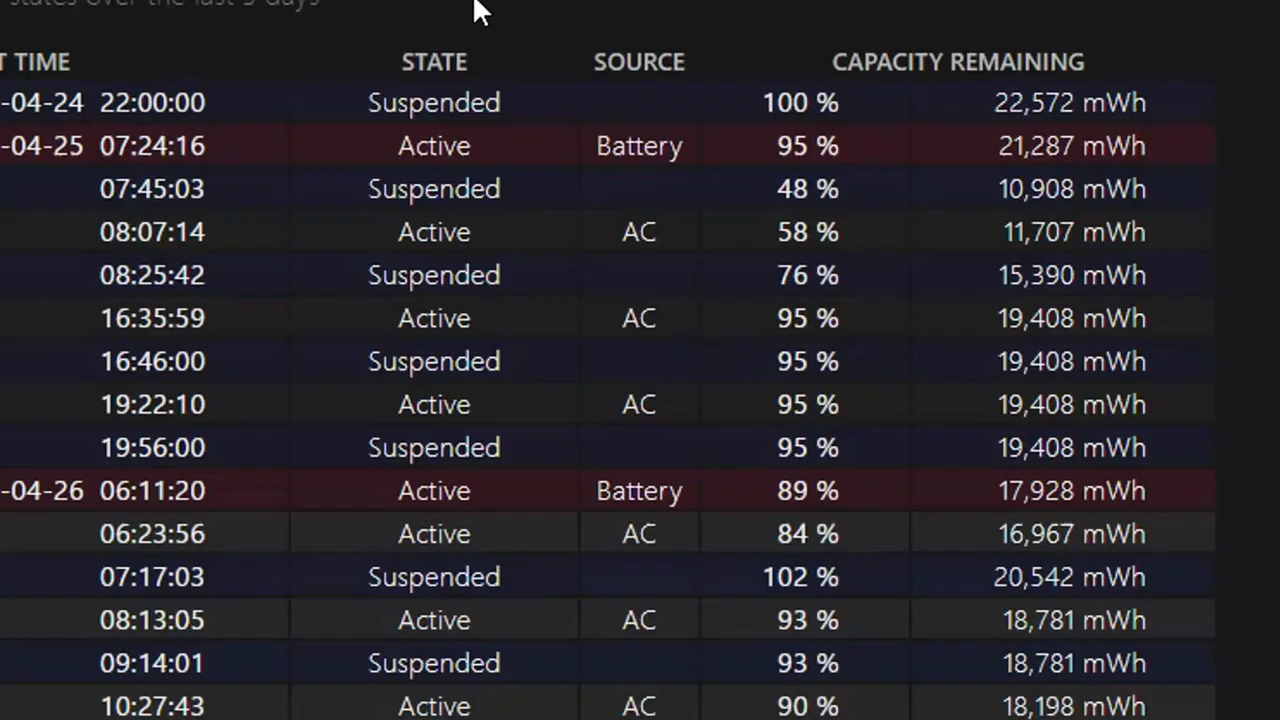 states over the last 3 days
T TIME STATE SOURCE CAPACITY REMAINING
-04-24 22:00:00 Suspended 100 % 22,572 mWh
-04-25 07:24:16 Active Battery 95 % 21,287 mWh
07:45:03 Suspended 48 % 10,908 mWh
08:07:14 Active AC 58 % 11,707 mWh
08:25:42 Suspended 76 % 15,390 mWh
16:35:59 Active AC 95 % 19,408 mWh
16:46:00 Suspended 95 % 19,408 mWh
19:22:10 Active AC 95 % 19,408 mWh
19:56:00 Suspended 95 % 19,408 mWh
-04-26 06:11:20 Active Battery 89 % 17,928 mWh
06:23:56 Active AC 84 % 16,967 mWh
07:17:03 Suspended 102 % 20,542 mWh
08:13:05 Active AC 93 % 18,781 mWh
09:14:01 Suspended 93 % 18,781 mWh
10:27:43 Active AC 90 % 18,198 mWh